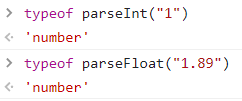 > typeof parseInt("1")
<· 'number'
> typeof parseFloat("1.89")
<· 'number'